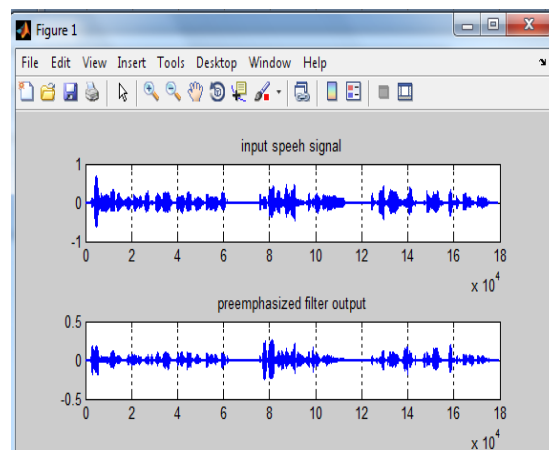 Figure 1
File Edit View Insert Tools Desktop Window Help
input speeh signal
1
0
-1
0 2 4 6 8 10 12 14 16 18
x 10^4
preemphasized filter output
0.5
0
-0.5
0 2 4 6 8 10 12 14 16 18
x 10^4